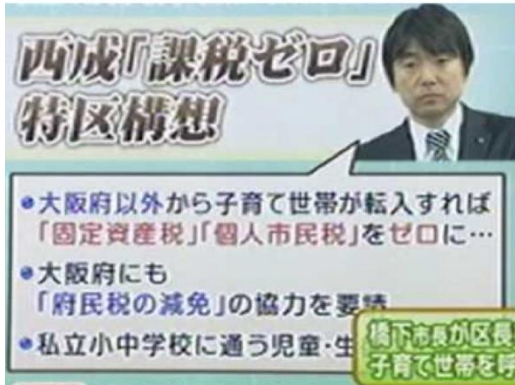 西成「課税ゼロ」
特区構想
●大阪府以外から子育て世帯が転入すれば
「固定資産税」「個人市民税」をゼロに…
●大阪府にも
「府民税の減免」の協力を要請
●私立小中学校に通う児童・生
橋下市長が区長
子育て世帯を呼